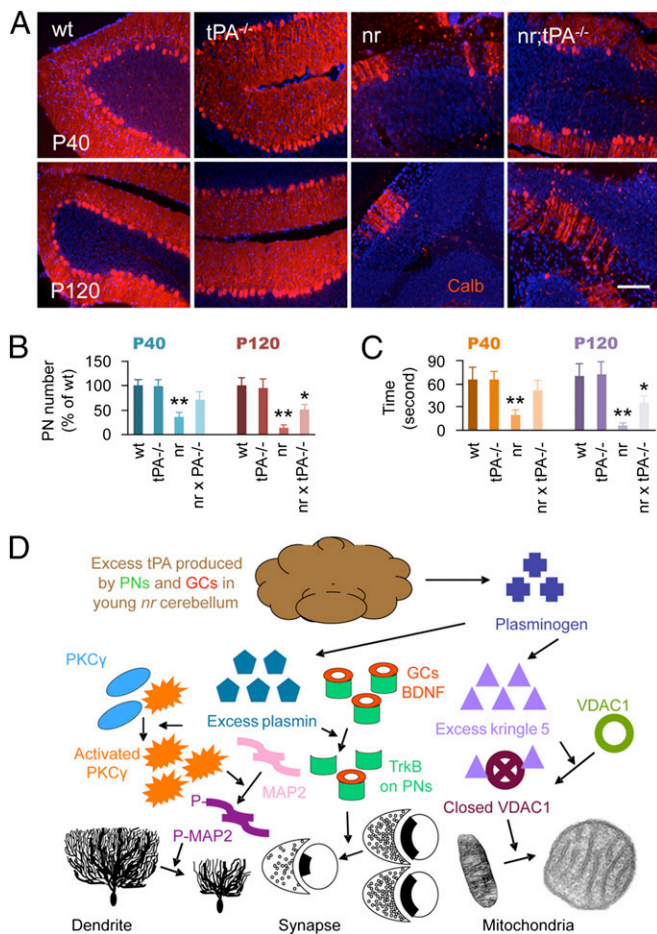 A
wt
tPA-/-
nr
nr;tPA-/-
P40
P120
Calb
B
P40
P120
PN number
(% of wt)
150
100
50
0
**
**
*
wt
tPA-/-
nr
nr x PA-/-
wt
tPA-/-
nr
nr x tPA-/-
C
P40
P120
Time
(second)
90
60
30
0
**
**
*
wt
tPA-/-
nr
nr x tPA-/-
wt
tPA-/-
nr
nr x tPA-/-
D
Excess tPA produced
by PNs and GCs in
young nr cerebellum
Plasminogen
PKCγ
GCs
BDNF
Excess plasmin
Excess kringle 5
VDAC1
Activated
PKCγ
MAP2
TrkB
on PNs
P-
P-MAP2
Closed VDAC1
Dendrite
Synapse
Mitochondria